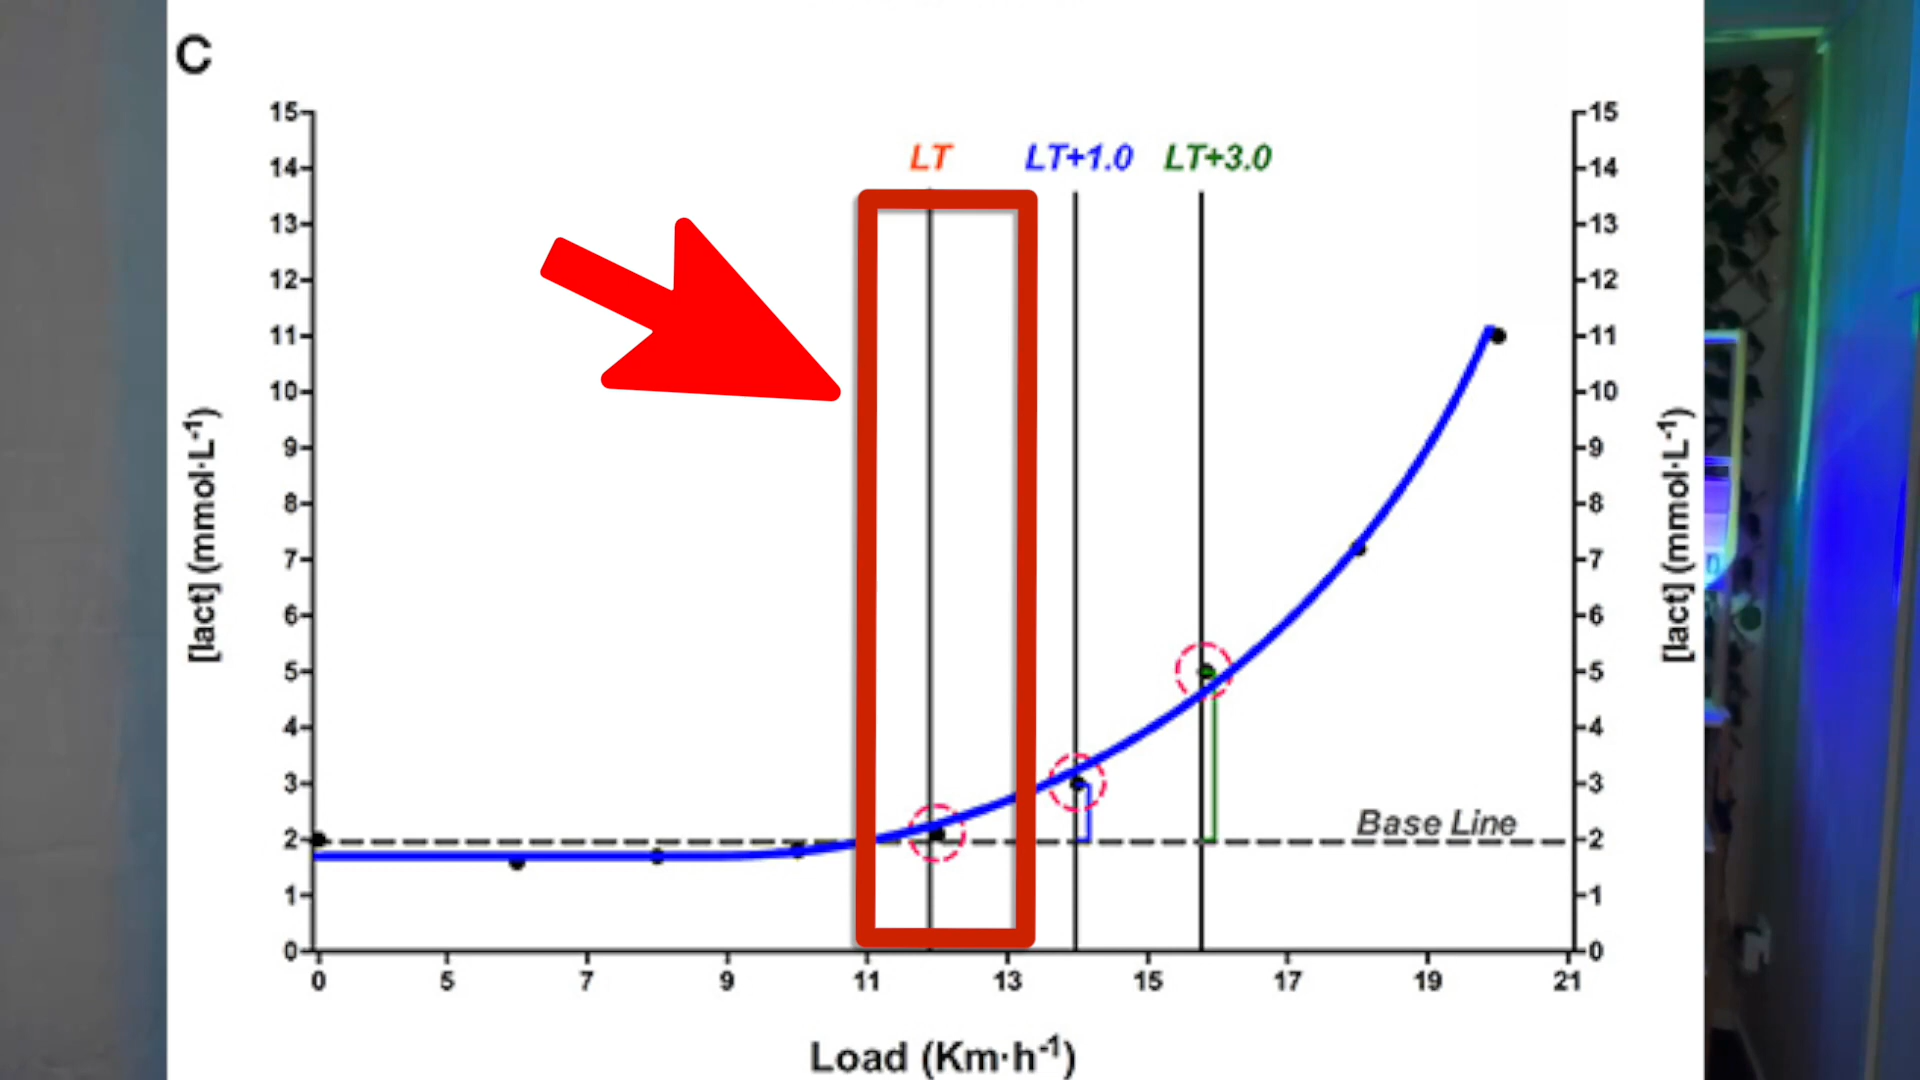 C
LT LT+1.0 LT+3.0
15 15
14 14
13 13
12 12
11 11
10 10
9 9
8 8
7 7
6 6
5 5
4 4
3 3
2 2
1 1
0 0
[lact] (mmol·L⁻¹)
[lact] (mmol·L⁻¹)
Base Line
0 5 7 9 11 13 15 17 19 21
Load (Km·h⁻¹)